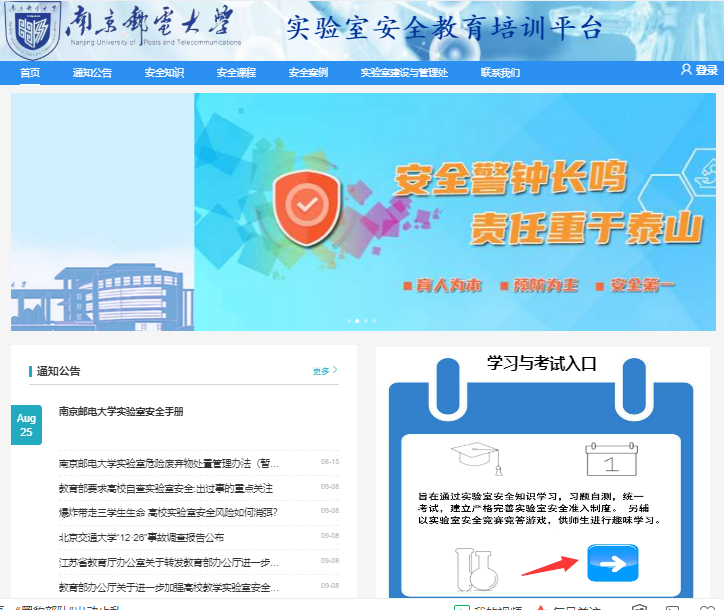 南京郵電大學
Nanjing University of Posts and Telecommunications
实验室安全教育培训平台
首页 通知公告 安全知识 安全课程 安全案例 实验室建设与管理处 联系我们 登录
安全警钟长鸣
责任重于泰山
■ 育人为本 ■ 预防为主 ■ 安全第一
通知公告 更多
Aug
25
南京邮电大学实验室安全手册
南京邮电大学实验室危险废弃物处置管理办法（暂... 08-15
教育部要求高校自查实验室安全:出过事的重点关注 09-09
爆炸带走三学生生命 高校实验室安全风险如何消弭? 09-09
北京交通大学“12·26”事故调查报告公布 09-08
江苏省教育厅办公室关于转发教育部办公厅进一步... 09-08
教育部办公厅关于进一步加强高校教学实验室安全... 09-08
学习与考试入口
1
旨在通过实验室安全知识学习，习题自测，统一
考试，建立严格完善实验室安全准入制度。 另辅
以实验室安全竞赛竞答游戏，供师生进行趣味学习。